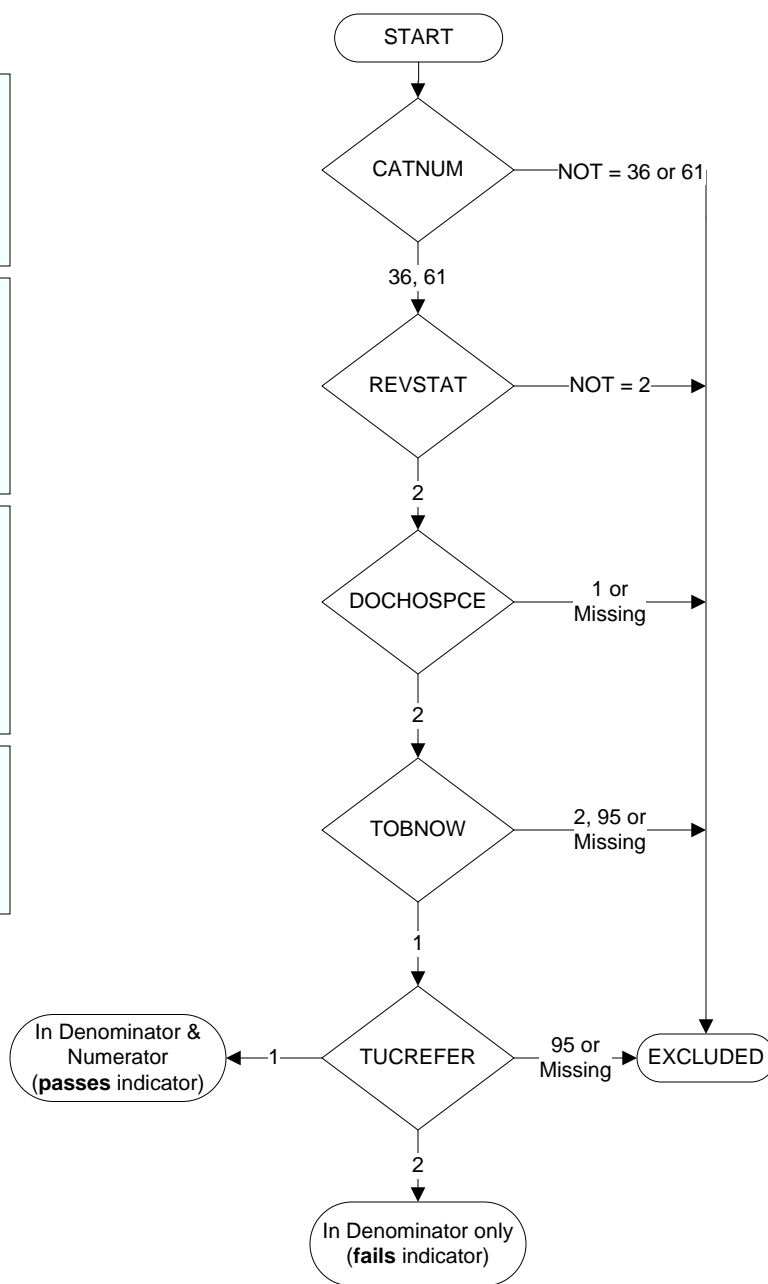 START
CATNUM
NOT = 36 or 61
36, 61
REVSTAT
NOT = 2
2
DOCHOSPCE
1 or
Missing
2
TOBNOW
2, 95 or
Missing
1
In Denominator &
Numerator
(passes indicator)
1
TUCREFER
95 or
Missing
EXCLUDED
2
In Denominator only
(fails indicator)